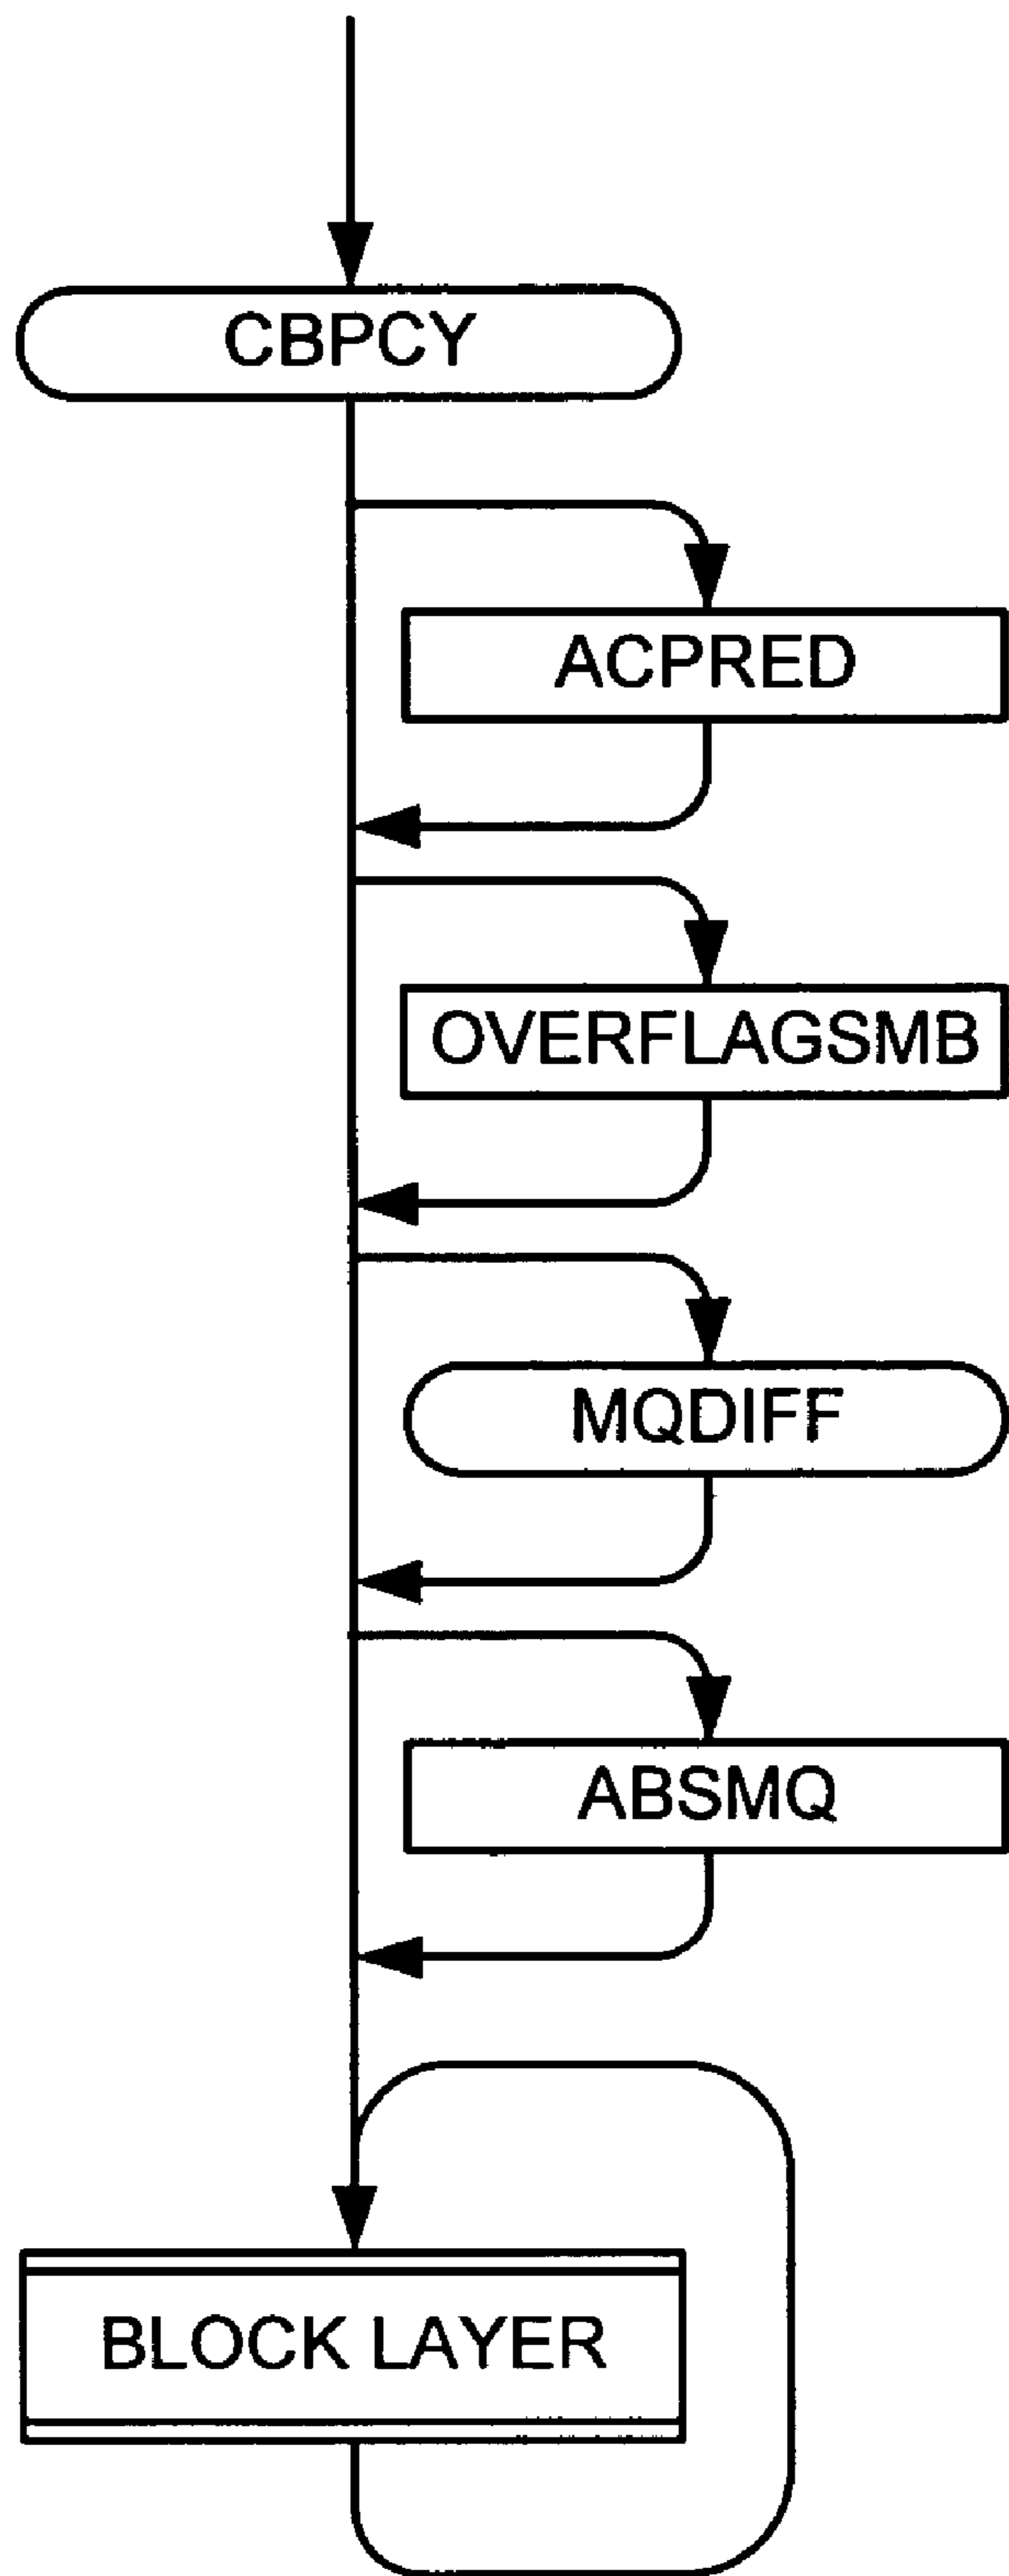 CBPCY
ACPRED
OVERFLAGSMB
MQDIFF
ABSMQ
BLOCK LAYER